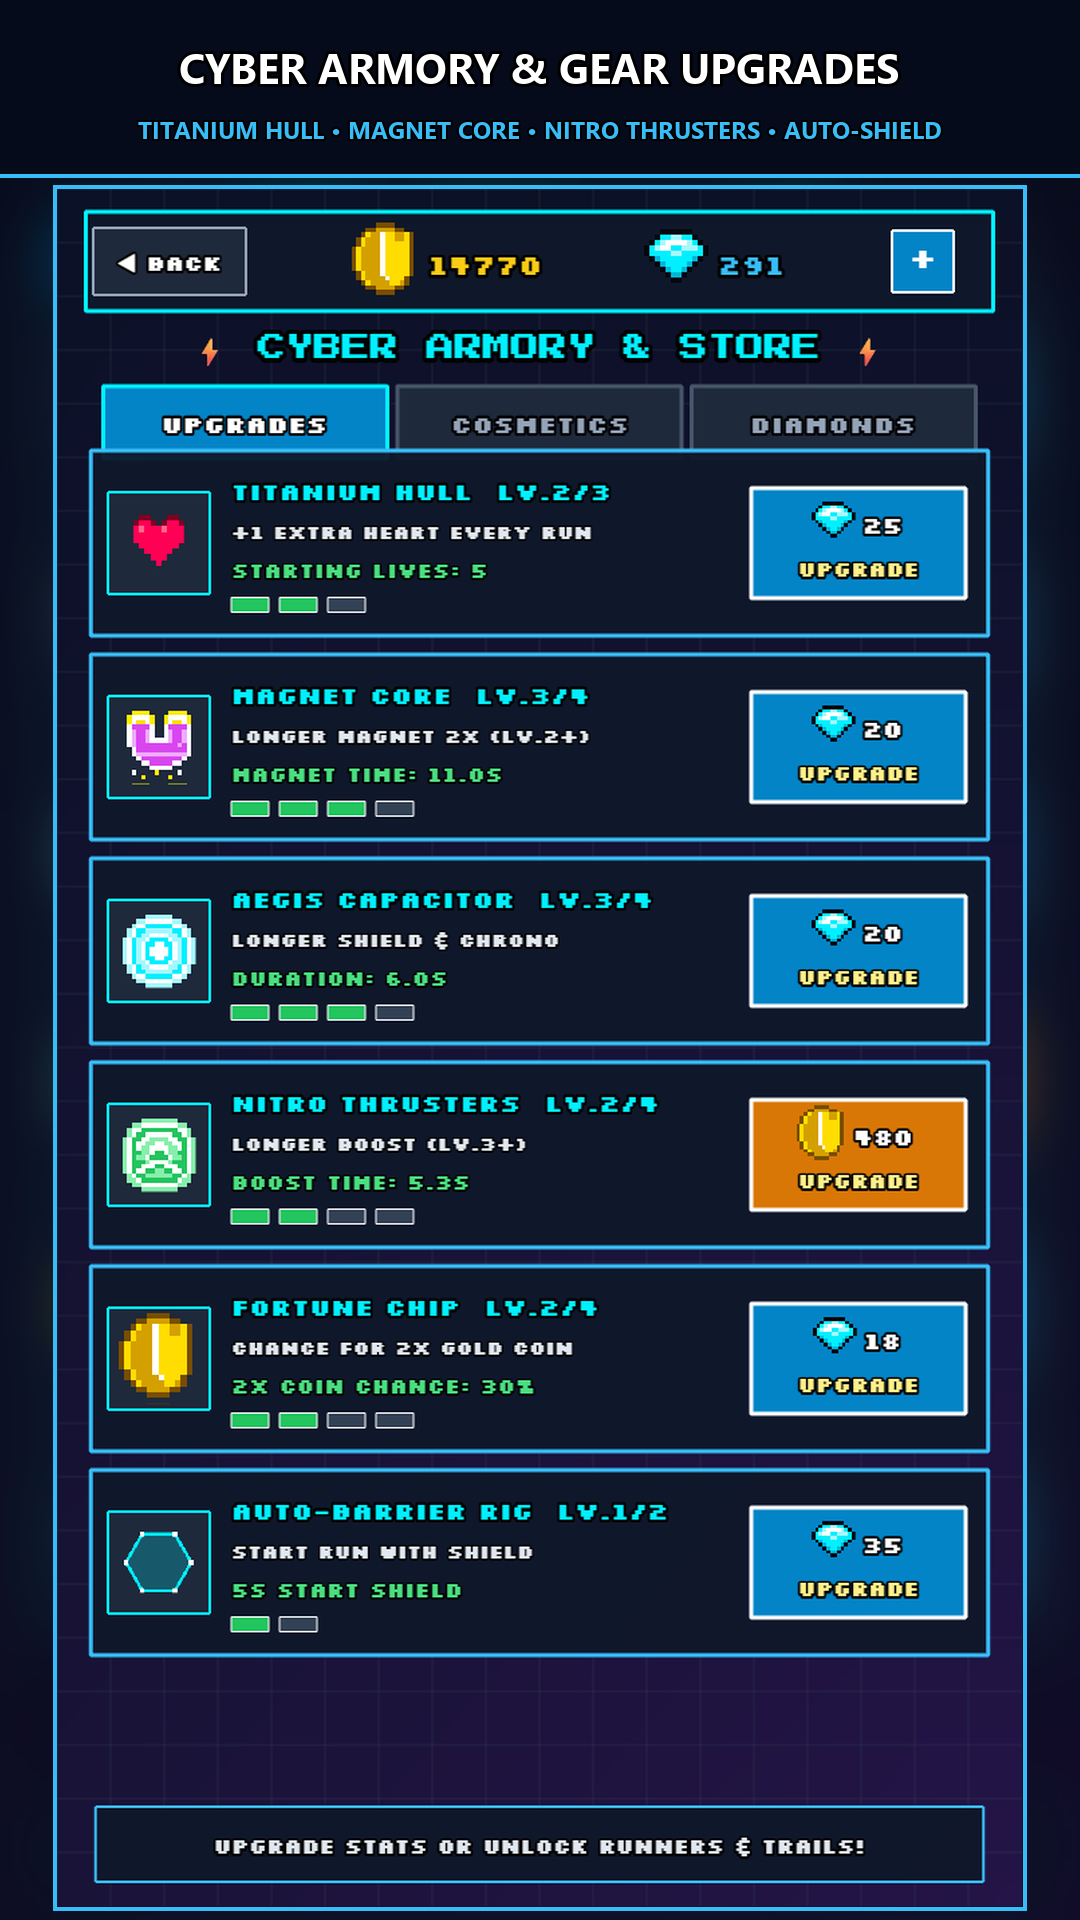 CYBER ARMORY & GEAR UPGRADES
TITANIUM HULL • MAGNET CORE • NITRO THRUSTERS • AUTO-SHIELD
◀ BACK
14770
291
+
CYBER ARMORY & STORE
UPGRADES
COSMETICS
DIAMONDS
TITANIUM HULL LV.2/3
+1 EXTRA HEART EVERY RUN
STARTING LIVES: 5
25
UPGRADE
MAGNET CORE LV.3/4
LONGER MAGNET 2X (LV.2+)
MAGNET TIME: 11.0S
20
UPGRADE
AEGIS CAPACITOR LV.3/4
LONGER SHIELD & CHRONO
DURATION: 6.0S
20
UPGRADE
NITRO THRUSTERS LV.2/4
LONGER BOOST (LV.3+)
BOOST TIME: 5.3S
480
UPGRADE
FORTUNE CHIP LV.2/4
CHANCE FOR 2X GOLD COIN
2X COIN CHANCE: 30%
18
UPGRADE
AUTO-BARRIER RIG LV.1/2
START RUN WITH SHIELD
5S START SHIELD
35
UPGRADE
UPGRADE STATS OR UNLOCK RUNNERS & TRAILS!